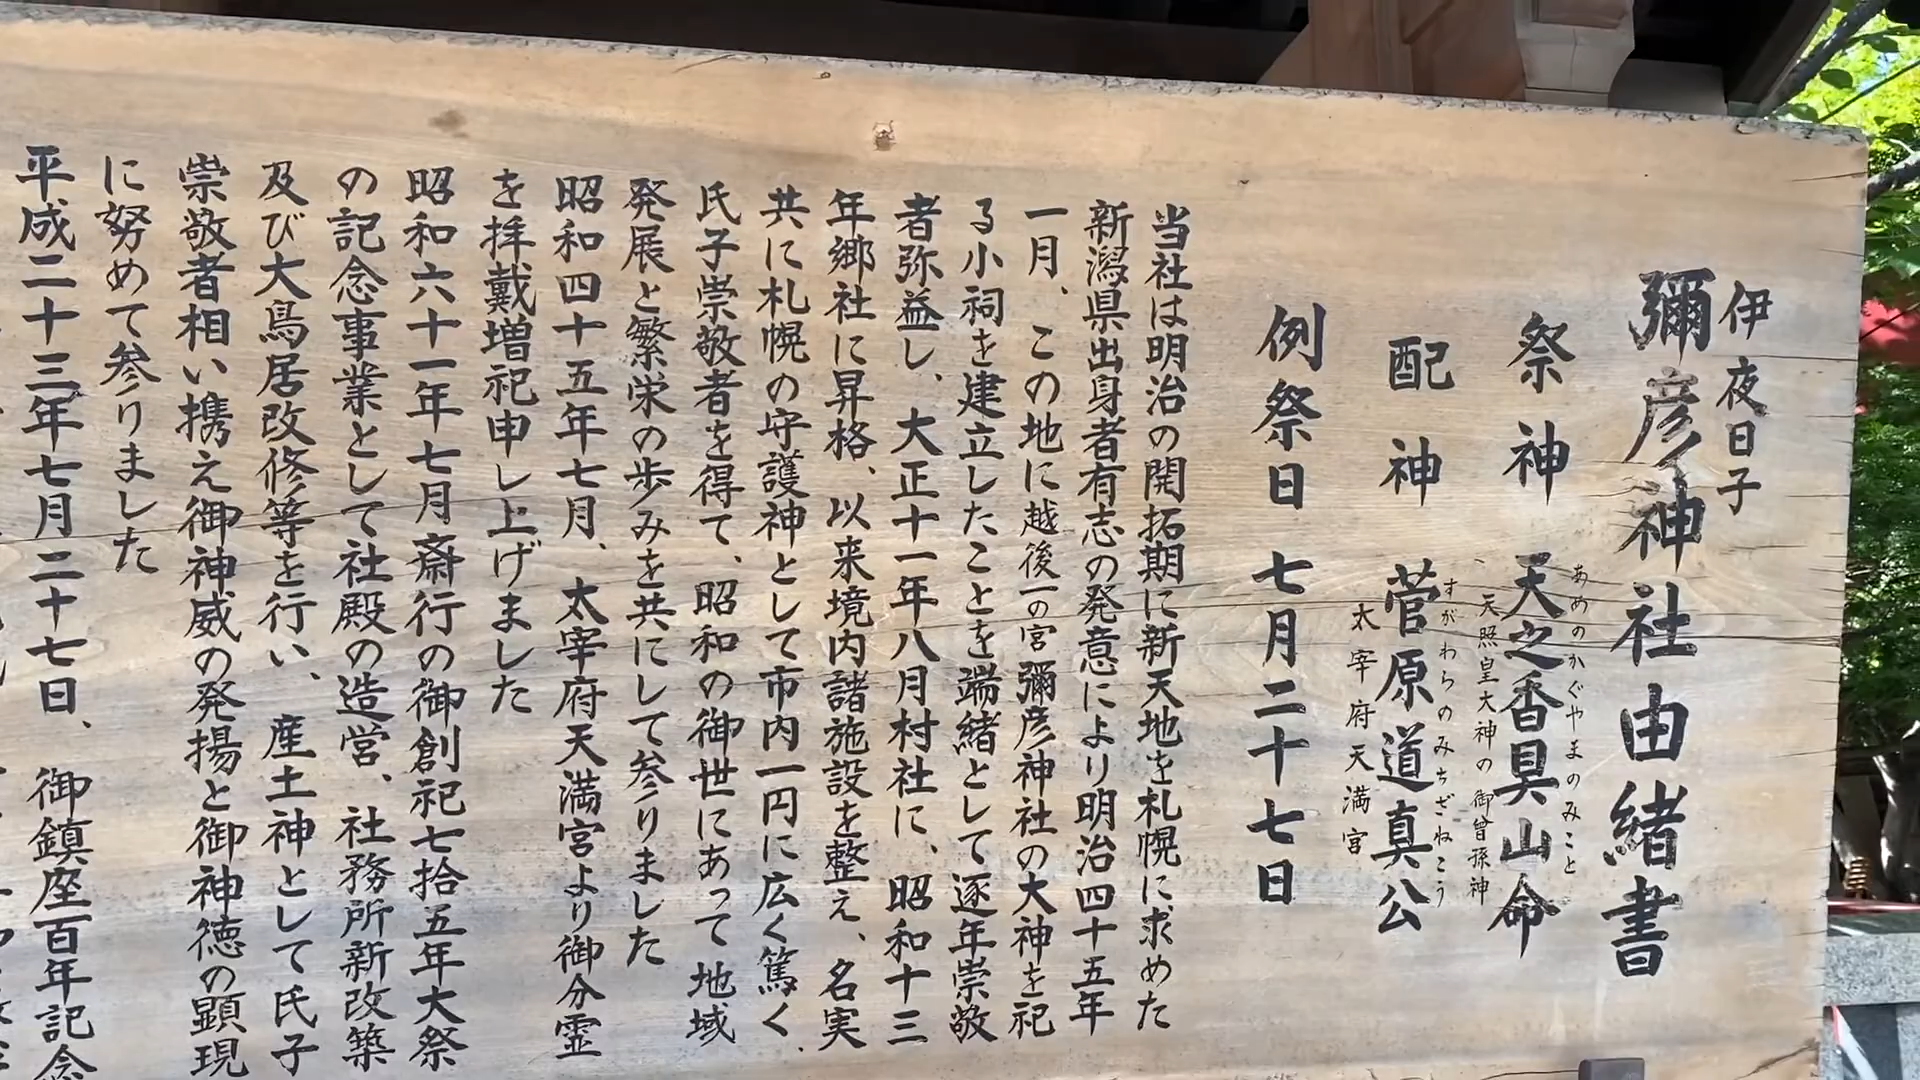 伊夜日子
彌彦神社由緒書
祭神 天之香具山命
あめのかぐやまのみこと
、天照皇大神の御曾孫神
配神 菅原道真公
すがわらのみちざねこう
太宰府天満宮
例祭日 七月二十七日
当社は明治の開拓期に新天地を札幌に求めた
新潟県出身者有志の発意により明治四十五年
一月、この地に越後一の宮彌彦神社の大神を祀
る小祠を建立したことを端緒として逐年崇敬
者弥益し、大正十一年八月村社に、昭和十三
年郷社に昇格、以来境内諸施設を整え、名実
共に札幌の守護神として市内一円に広く篤く
氏子崇敬者を得て、昭和の御世にあって地域
発展と繁栄の歩みを共にして参りました
昭和四十五年七月、太宰府天満宮より御分霊
を拝戴増祀申し上げました
昭和六十一年七月斎行の御創祀七拾五年大祭
の記念事業として社殿の造営、社務所新改築
及び大鳥居改修等を行い、産土神として氏子
崇敬者相い携え御神威の発揚と御神徳の顕現
に努めて参りました
平成二十三年七月二十七日、御鎮座百年記念